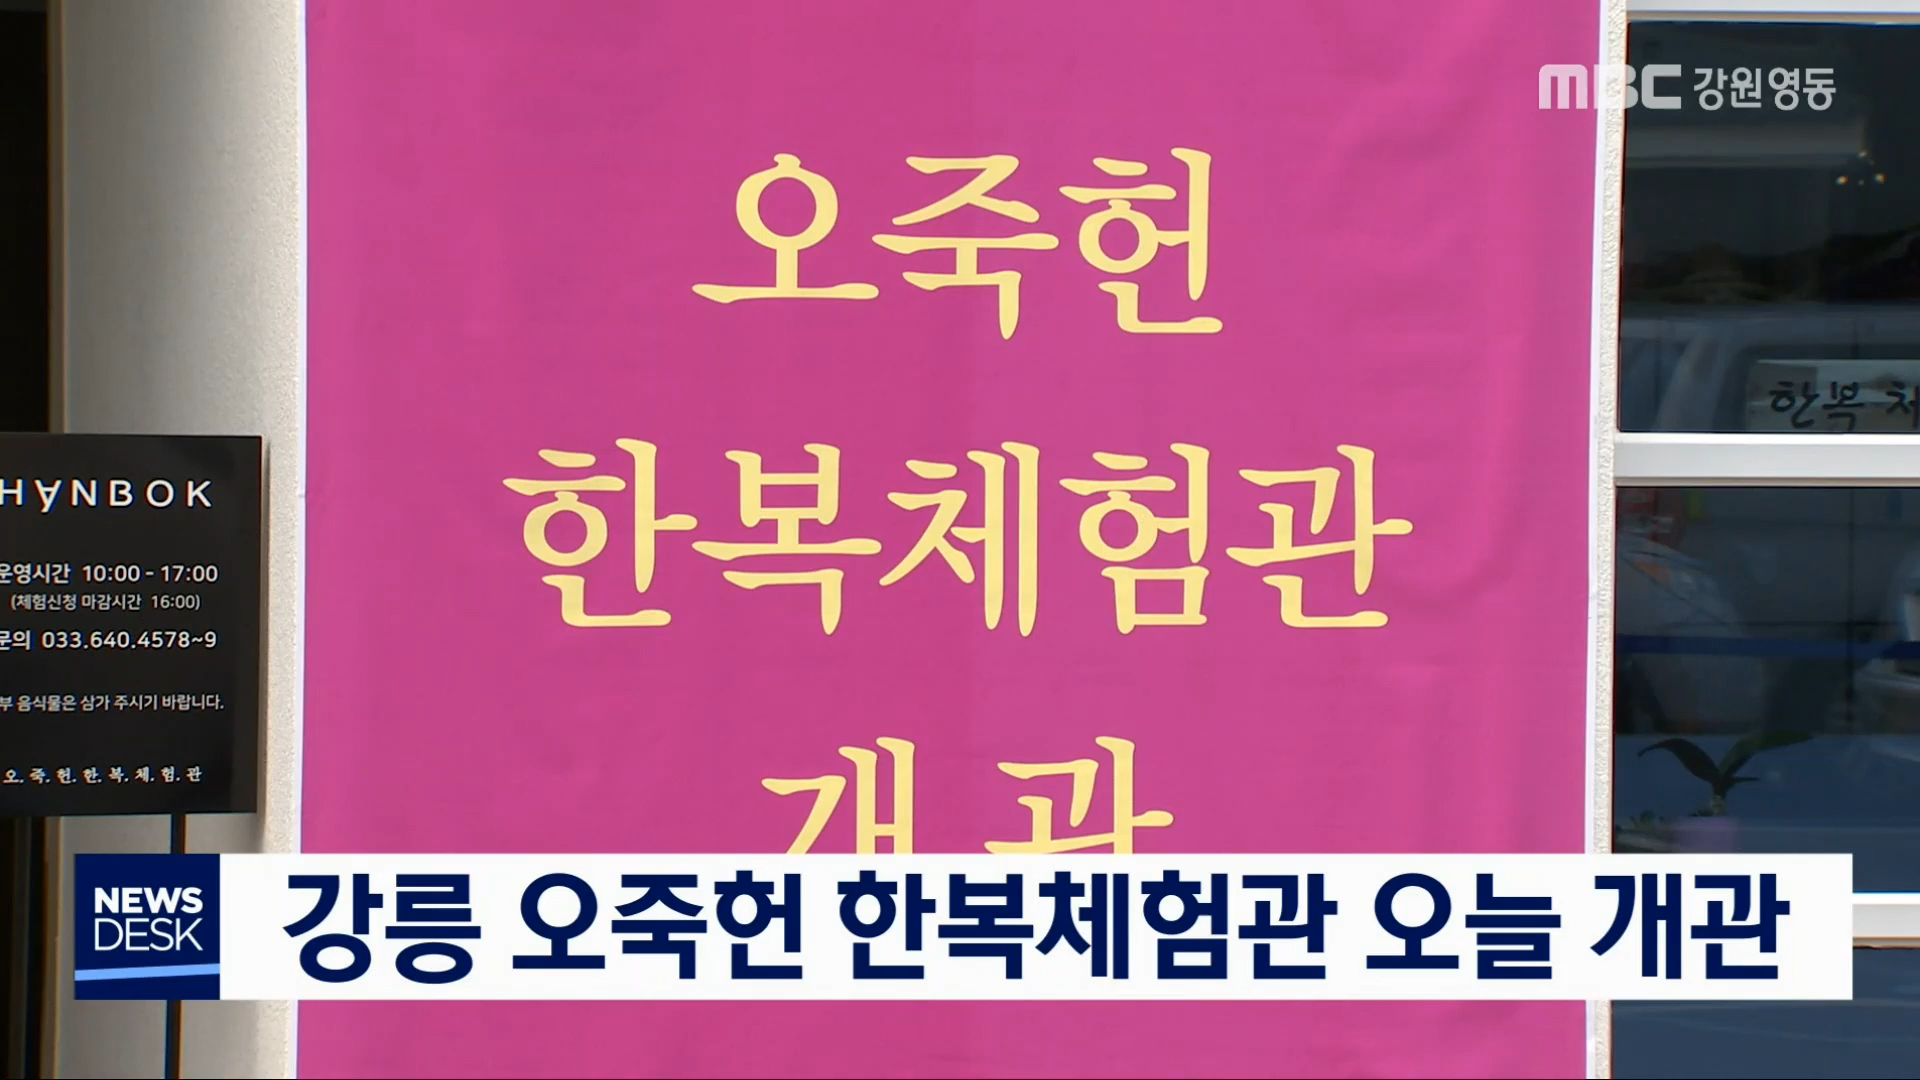 MBC 강원영동
오죽헌
한복체험관
개관
한복 체
HANBOK
운영시간 10:00 - 17:00
(체험신청 마감시간 16:00)
문의 033.640.4578~9
부 음식물은 삼가 주시기 바랍니다.
오.죽.헌.한.복.체.험.관
NEWS
DESK
강릉 오죽헌 한복체험관 오늘 개관